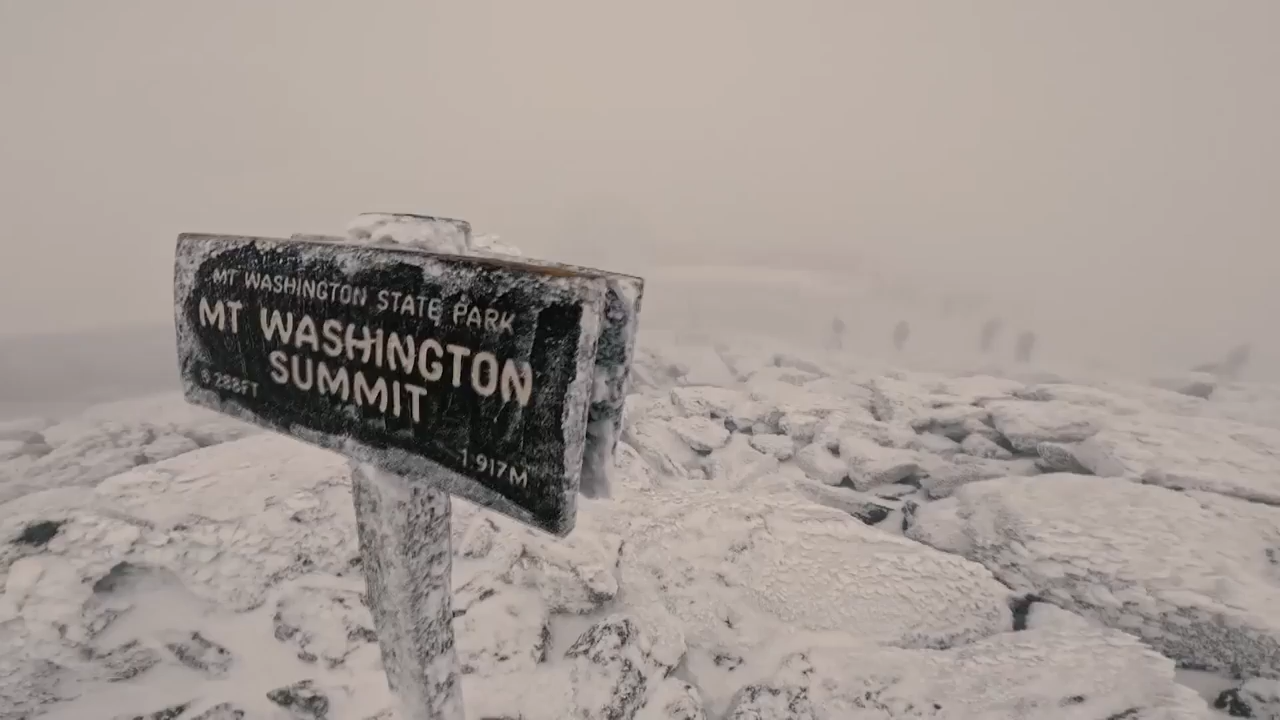 MT WASHINGTON STATE PARK
MT WASHINGTON
SUMMIT
6 288FT
1 917M